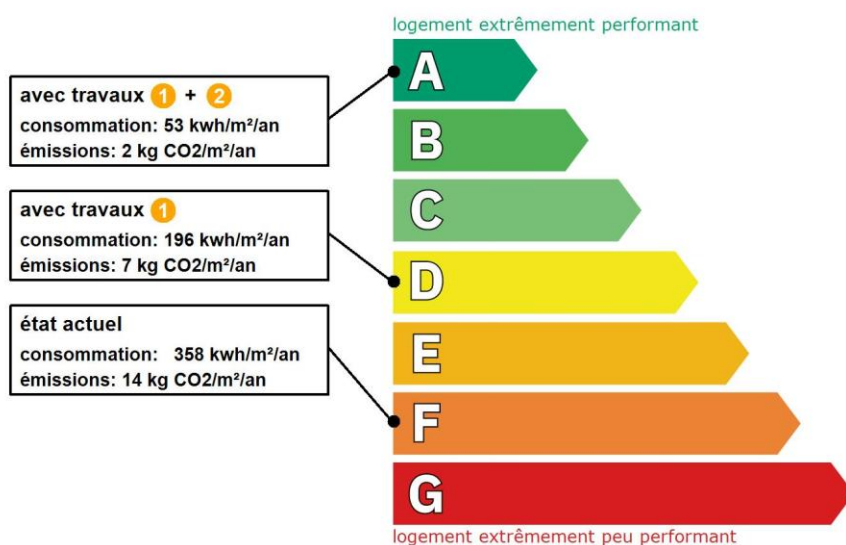 logement extrêmement performant
avec travaux 1 + 2
consommation: 53 kwh/m²/an
émissions: 2 kg CO2/m²/an
avec travaux 1
consommation: 196 kwh/m²/an
émissions: 7 kg CO2/m²/an
état actuel
consommation: 358 kwh/m²/an
émissions: 14 kg CO2/m²/an
A
B
C
D
E
F
G
logement extrêmement peu performant